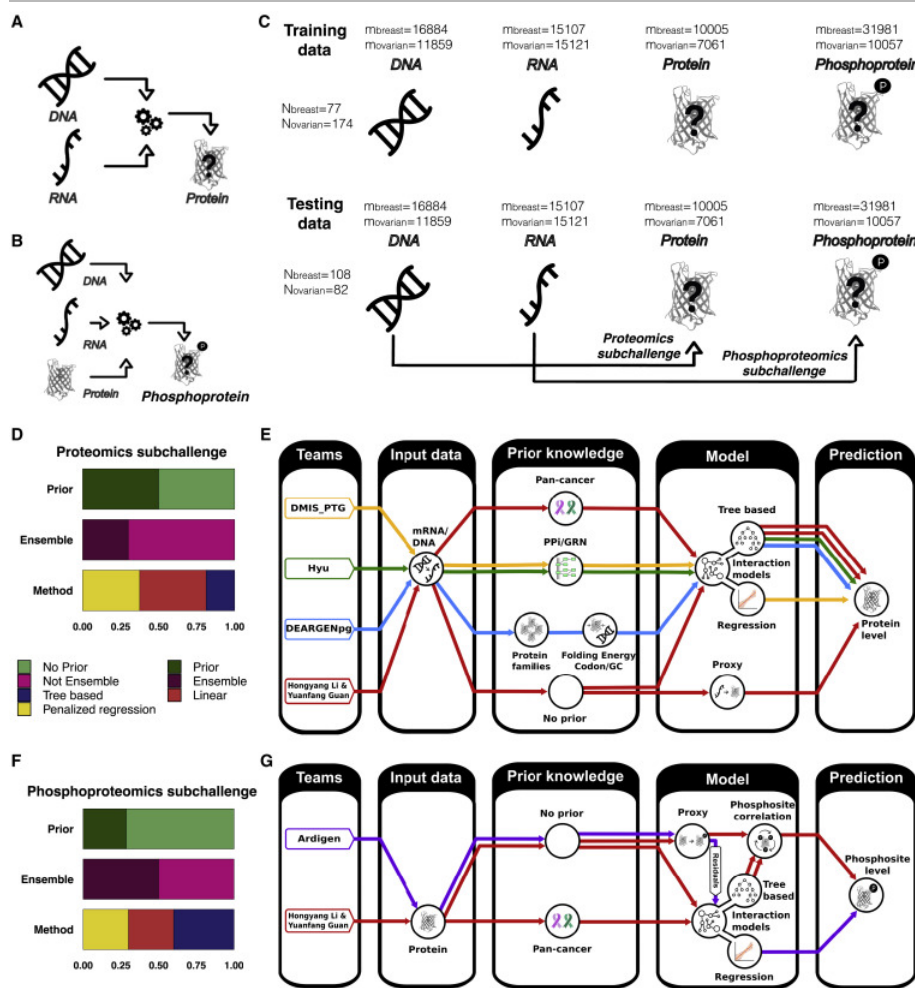 A
DNA
RNA
?
Protein
B
DNA
RNA
Protein
P
?
Phosphoprotein
C
Training data
mbreast=16884
movarian=11859
DNA
mbreast=15107
movarian=15121
RNA
mbreast=10005
movarian=7061
Protein
mbreast=31981
movarian=10057
Phosphoprotein
Nbreast=77
Novarian=174
?
P
?
Testing data
mbreast=16884
movarian=11859
DNA
mbreast=15107
movarian=15121
RNA
mbreast=10005
movarian=7061
Protein
mbreast=31981
movarian=10057
Phosphoprotein
Nbreast=108
Novarian=82
?
P
?
Proteomics
subchallenge
Phosphoproteomics
subchallenge
D
Proteomics subchallenge
Prior
Ensemble
Method
0.00 0.25 0.50 0.75 1.00
No Prior
Prior
Not Ensemble
Ensemble
Tree based
Linear
Penalized regression
E
Teams
Input data
Prior knowledge
Model
Prediction
DMIS_PTG
Hyu
DEARGENpg
Hongyang Li &
Yuanfang Guan
mRNA/
DNA
Pan-cancer
PPi/GRN
Protein
families
Folding Energy
Codon/GC
No prior
Tree based
Interaction
models
Regression
Proxy
Protein
level
F
Phosphoproteomics subchallenge
Prior
Ensemble
Method
0.00 0.25 0.50 0.75 1.00
G
Teams
Input data
Prior knowledge
Model
Prediction
Ardigen
Hongyang Li &
Yuanfang Guan
Protein
No prior
Pan-cancer
Proxy
Phosphosite
correlation
Residuals
Tree
based
Interaction
models
Regression
Phosphosite
level
P